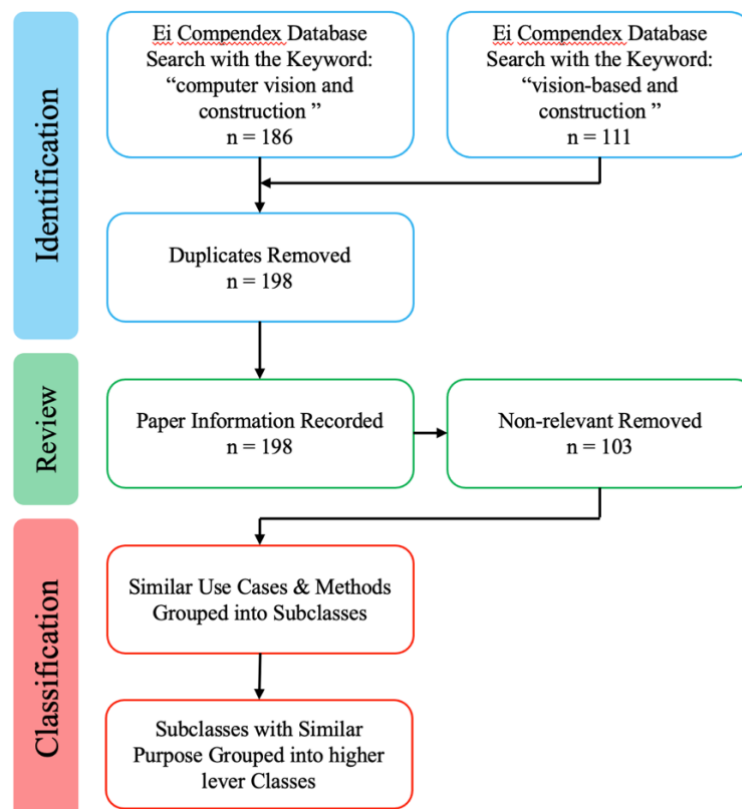 Identification
Ei Compendex Database
Search with the Keyword:
“computer vision and
construction ”
n = 186
Ei Compendex Database
Search with the Keyword:
“vision-based and
construction ”
n = 111
Duplicates Removed
n = 198
Review
Paper Information Recorded
n = 198
Non-relevant Removed
n = 103
Classification
Similar Use Cases & Methods
Grouped into Subclasses
Subclasses with Similar
Purpose Grouped into higher
lever Classes